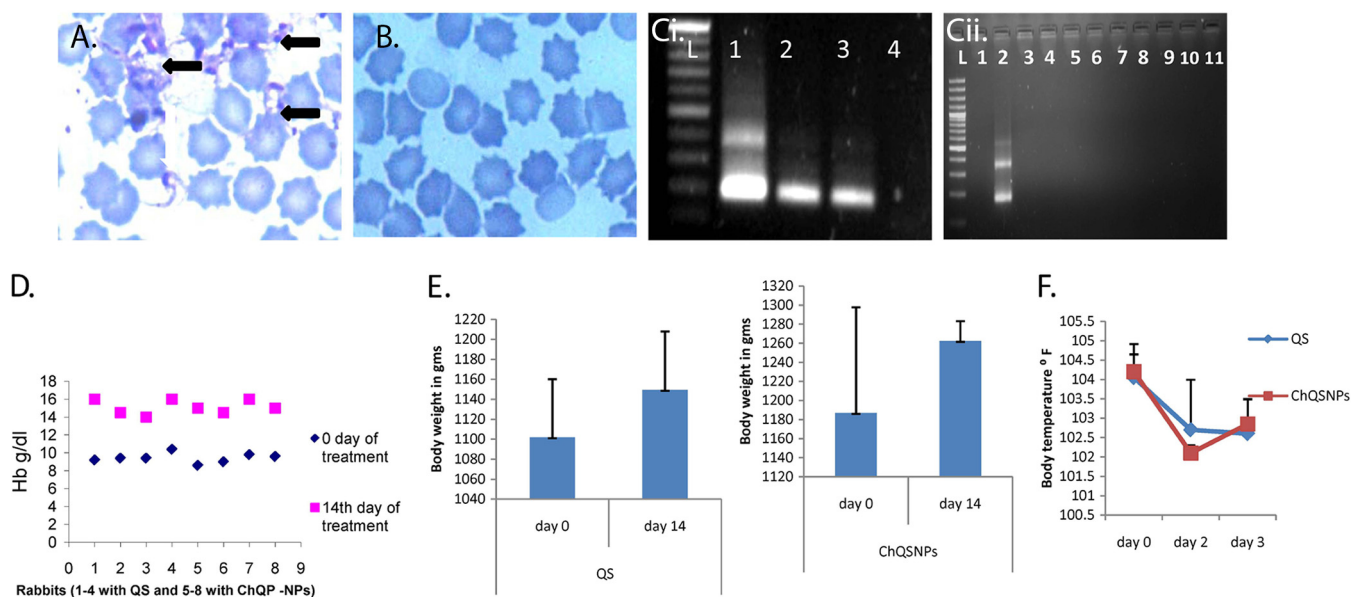 A.
B.
Ci.
L 1 2 3 4
Cii.
L 1 2 3 4 5 6 7 8 9 10 11
D.
Hb g/dl
18
16
14
12
10
8
6
4
2
0
0 1 2 3 4 5 6 7 8 9
Rabbits (1-4 with QS and 5-8 with ChQP -NPs)
0 day of
treatment
14th day of
treatment
E.
Body weight in gms
1220
1200
1180
1160
1140
1120
1100
1080
1060
1040
day 0 day 14
QS
Body weight in gms
1320
1300
1280
1260
1240
1220
1200
1180
1160
1140
1120
day 0 day 14
ChQSNPs
F.
Body temperature ° F
105.5
105
104.5
104
103.5
103
102.5
102
101.5
101
100.5
day 0 day 2 day 3
QS
ChQSNPs